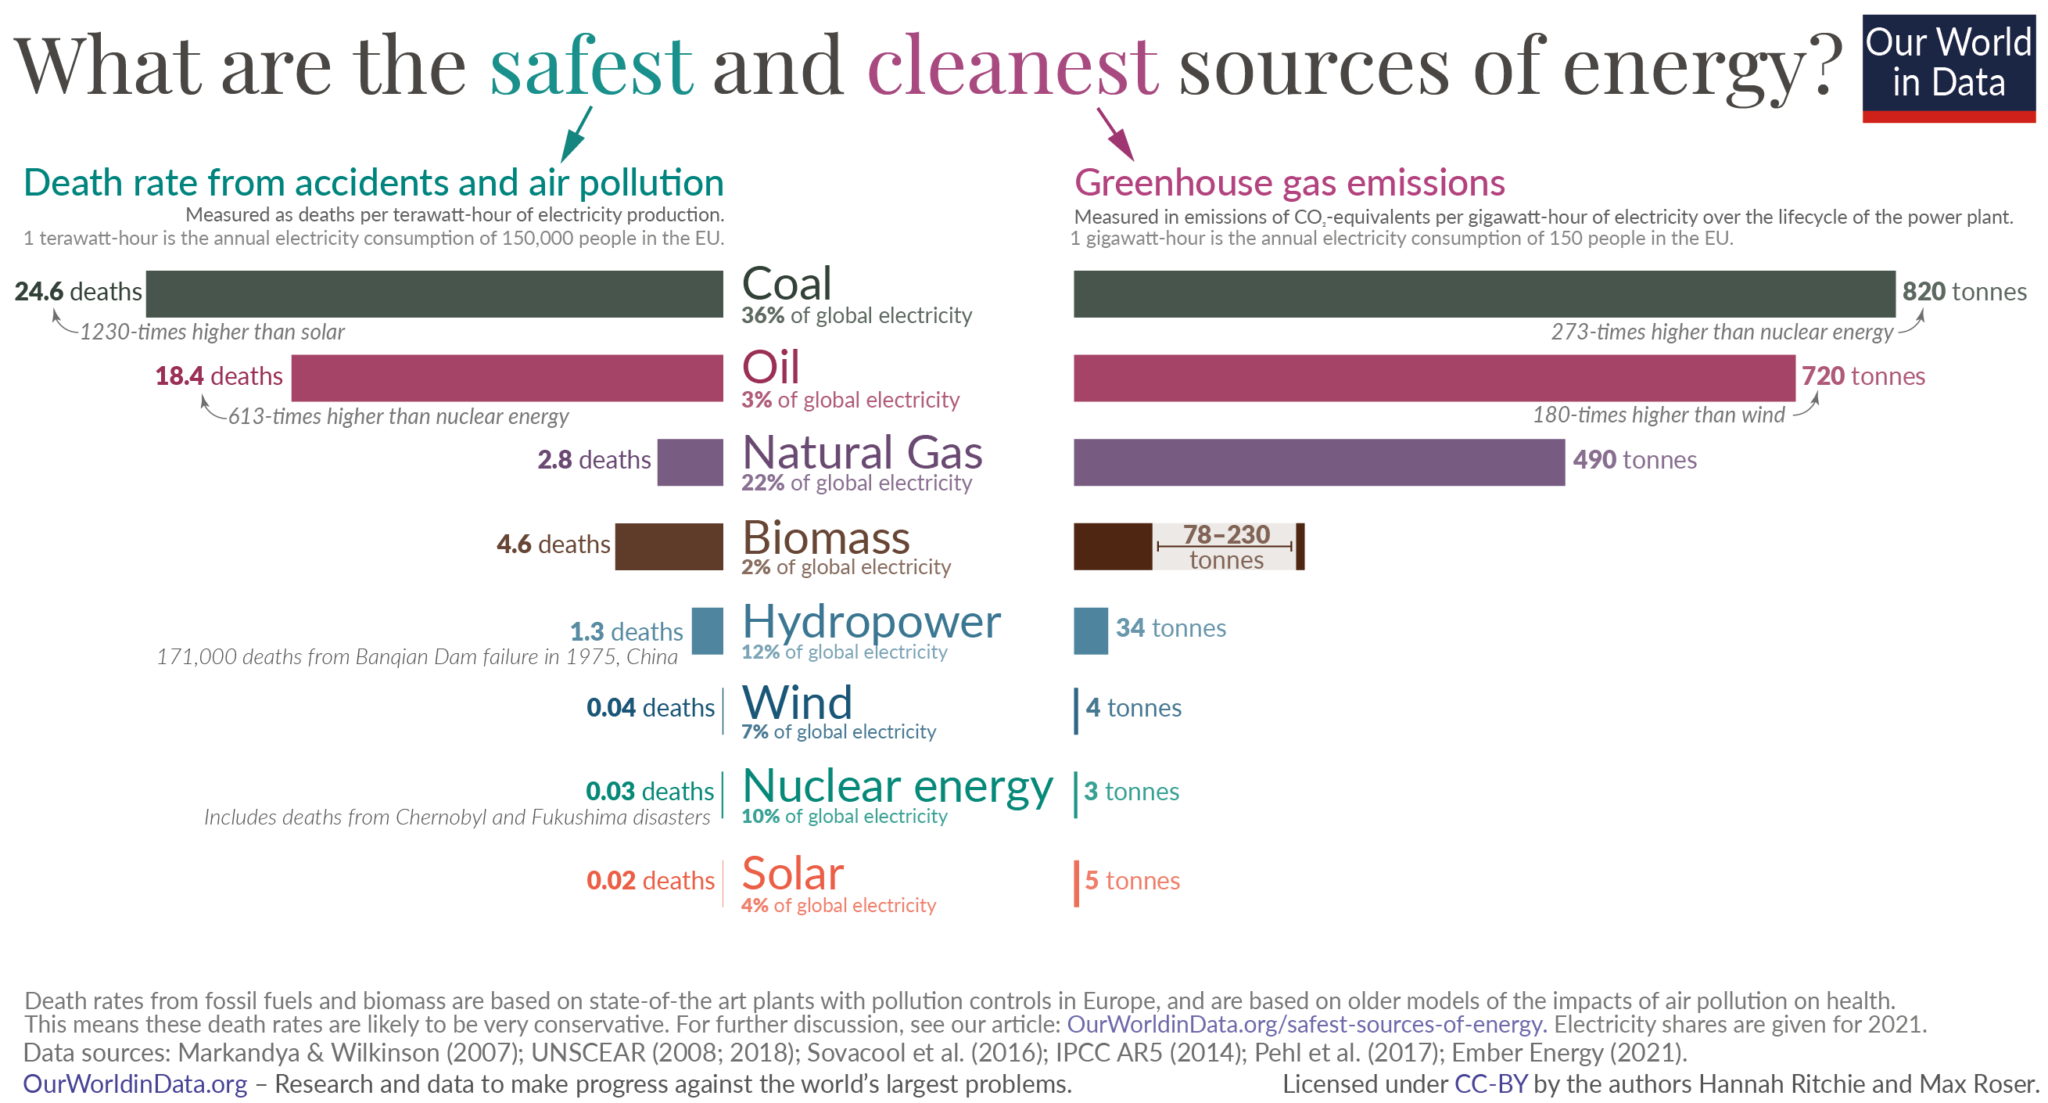 What are the safest and cleanest sources of energy?
Our World
in Data
Death rate from accidents and air pollution
Measured as deaths per terawatt-hour of electricity production.
1 terawatt-hour is the annual electricity consumption of 150,000 people in the EU.
Greenhouse gas emissions
Measured in emissions of CO₂-equivalents per gigawatt-hour of electricity over the lifecycle of the power plant.
1 gigawatt-hour is the annual electricity consumption of 150 people in the EU.
24.6 deaths
1230-times higher than solar
Coal
36% of global electricity
820 tonnes
273-times higher than nuclear energy
18.4 deaths
613-times higher than nuclear energy
Oil
3% of global electricity
720 tonnes
180-times higher than wind
2.8 deaths
Natural Gas
22% of global electricity
490 tonnes
4.6 deaths
Biomass
2% of global electricity
78–230
tonnes
1.3 deaths
171,000 deaths from Banqian Dam failure in 1975, China
Hydropower
12% of global electricity
34 tonnes
0.04 deaths
Wind
7% of global electricity
4 tonnes
0.03 deaths
Includes deaths from Chernobyl and Fukushima disasters
Nuclear energy
10% of global electricity
3 tonnes
0.02 deaths
Solar
4% of global electricity
5 tonnes
Death rates from fossil fuels and biomass are based on state-of-the art plants with pollution controls in Europe, and are based on older models of the impacts of air pollution on health.
This means these death rates are likely to be very conservative. For further discussion, see our article: OurWorldinData.org/safest-sources-of-energy. Electricity shares are given for 2021.
Data sources: Markandya & Wilkinson (2007); UNSCEAR (2008; 2018); Sovacool et al. (2016); IPCC AR5 (2014); Pehl et al. (2017); Ember Energy (2021).
OurWorldinData.org – Research and data to make progress against the world's largest problems.
Licensed under CC-BY by the authors Hannah Ritchie and Max Roser.